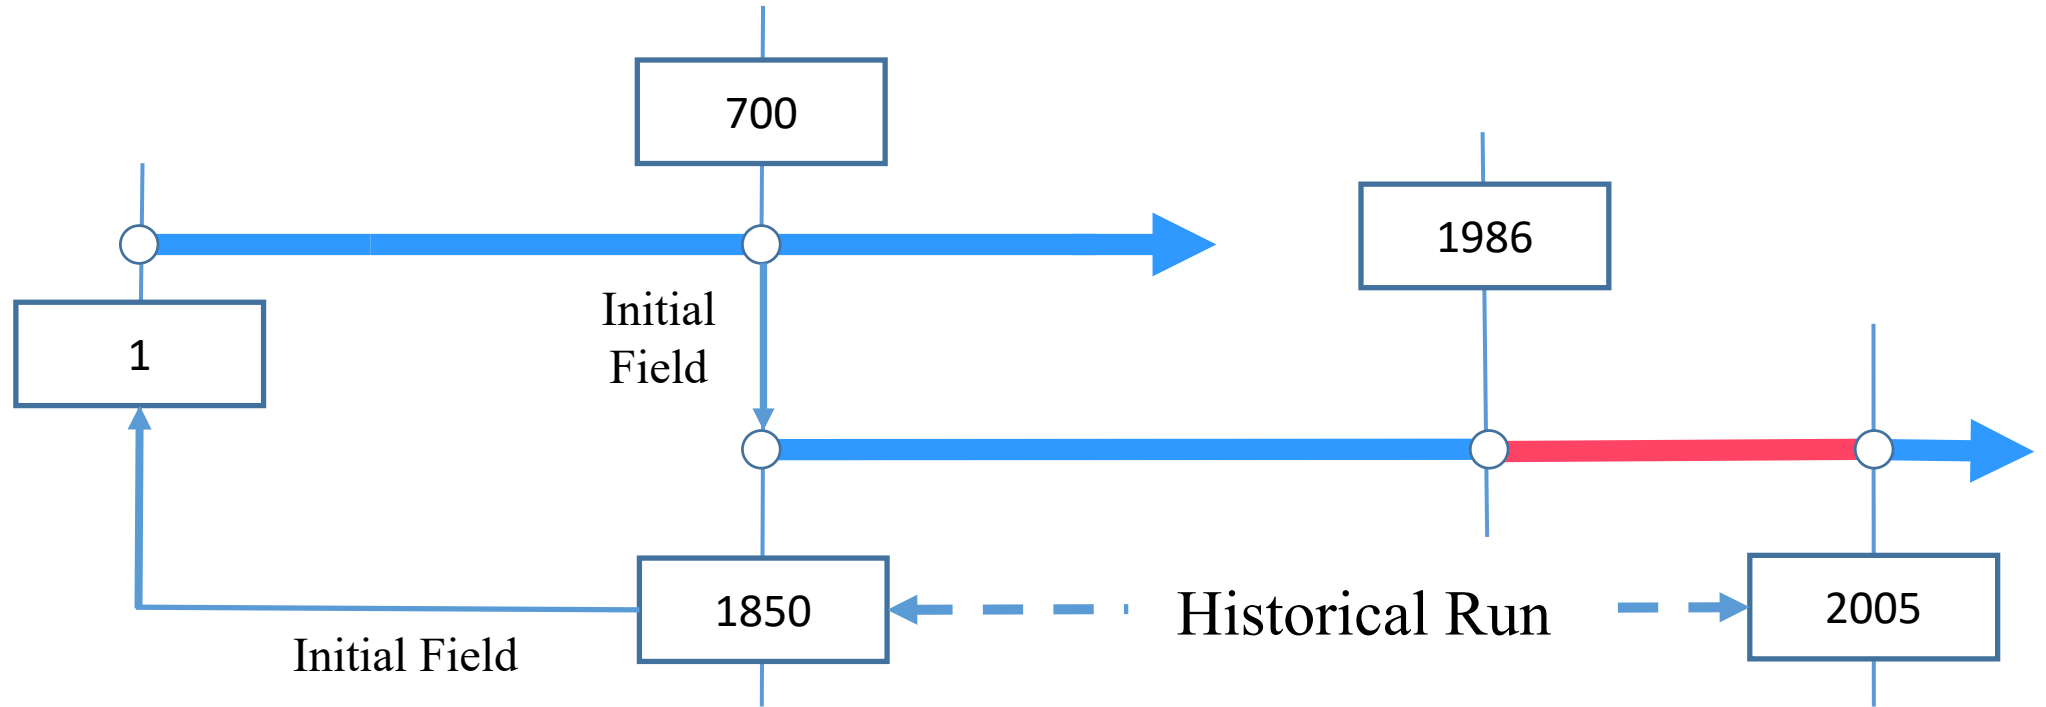 700
1986
Initial
Field
1
1850
Historical Run
2005
Initial Field